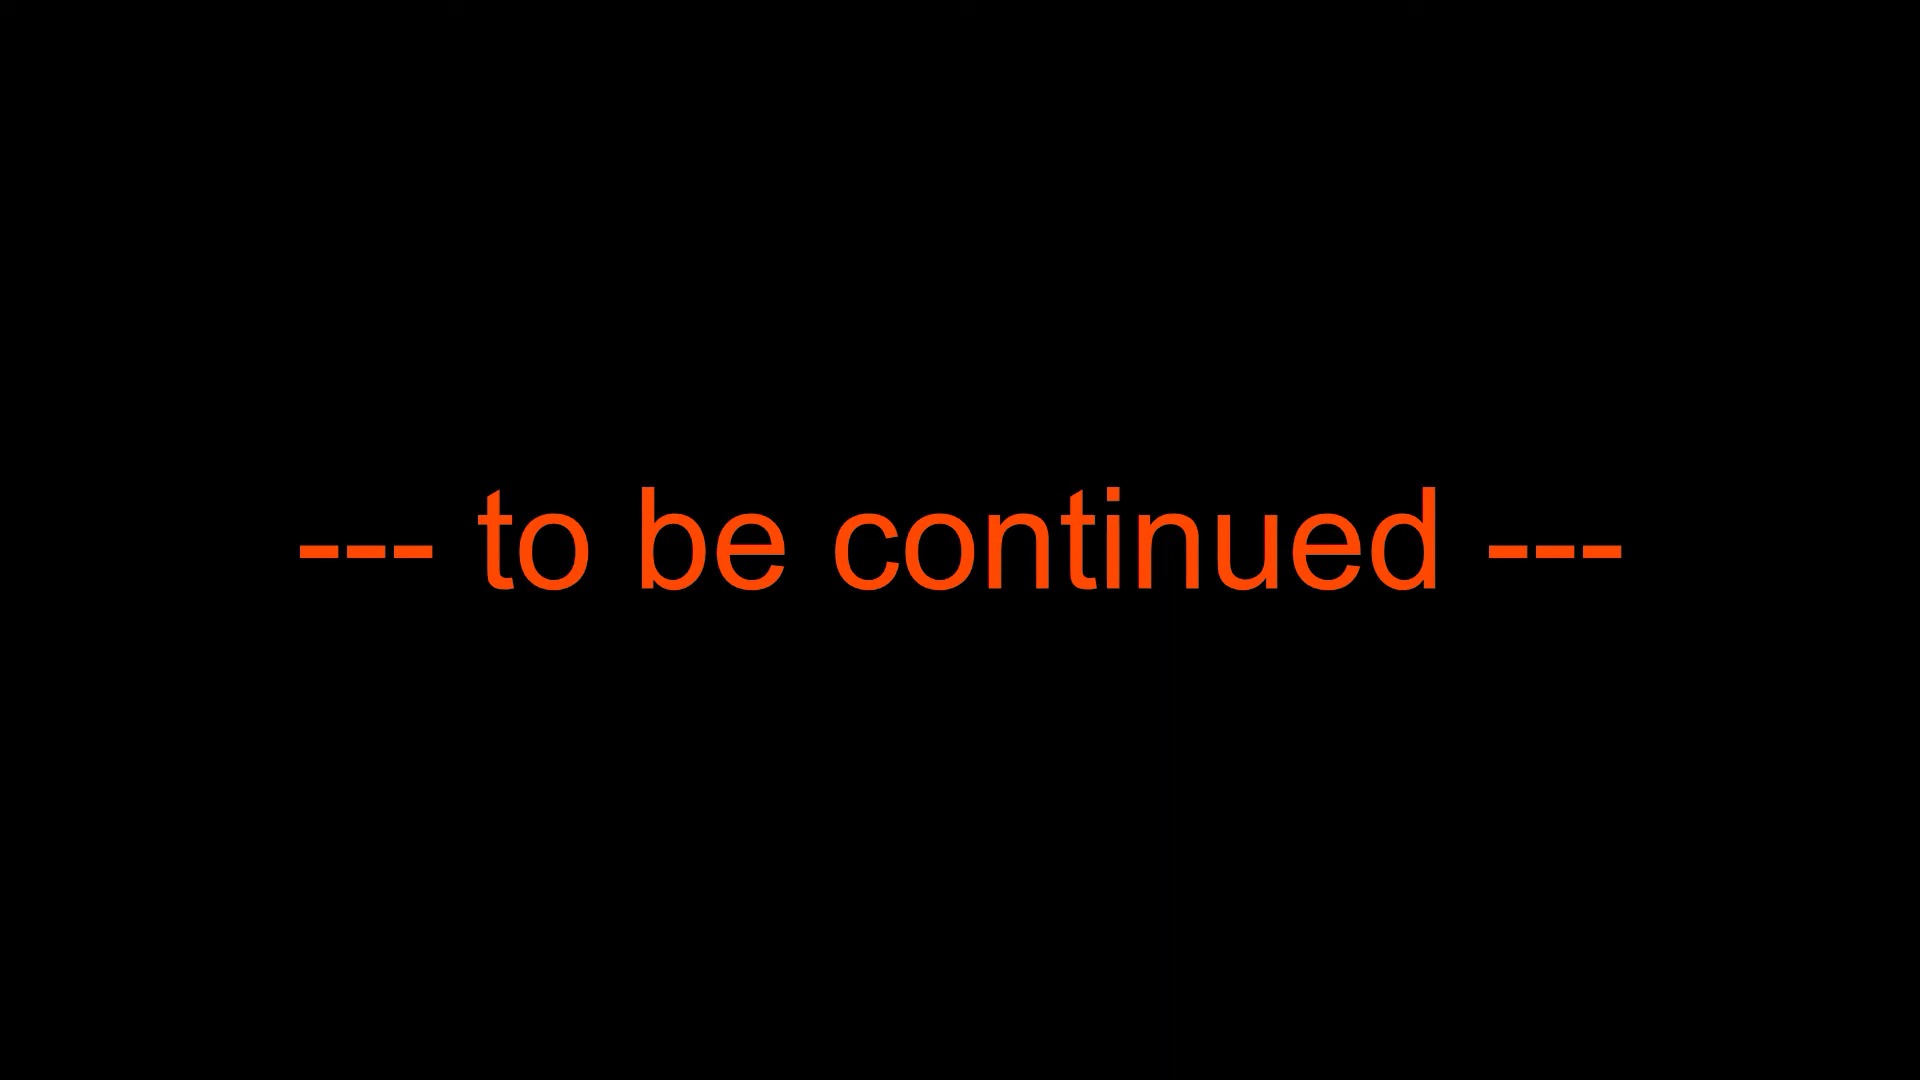 --- to be continued ---